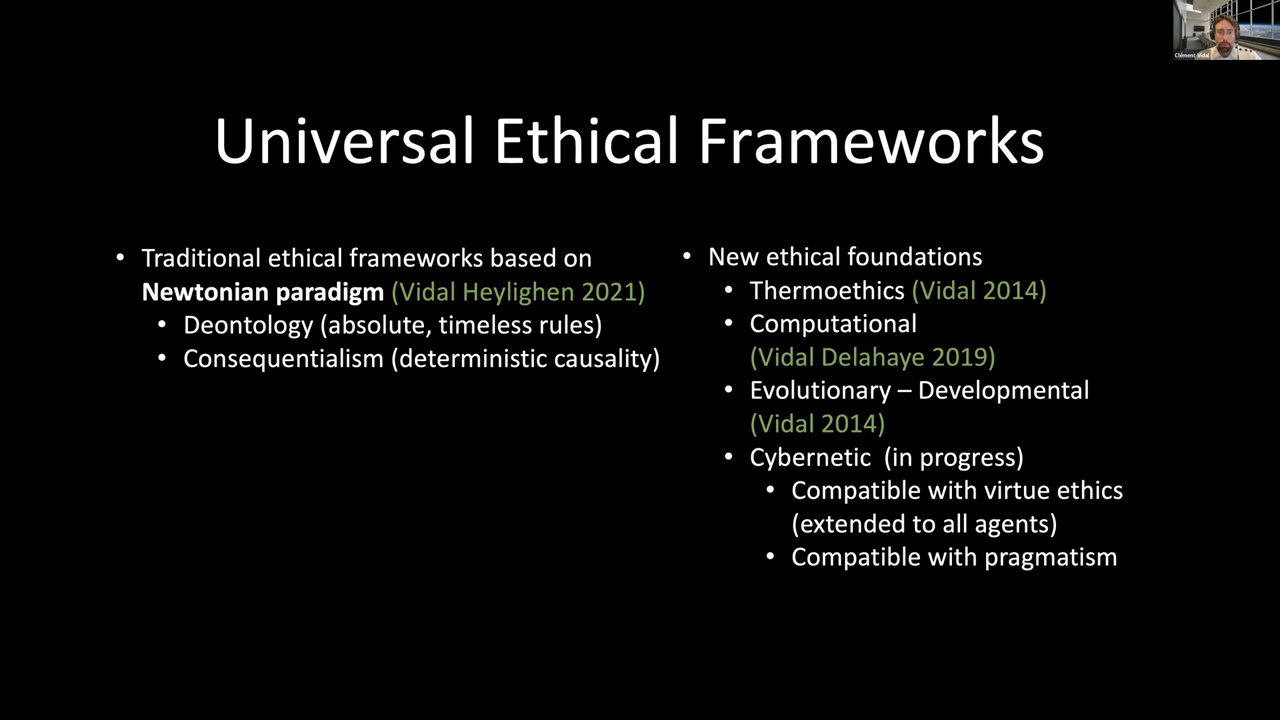 Clément Vidal
Universal Ethical Frameworks
• Traditional ethical frameworks based on
Newtonian paradigm (Vidal Heylighen 2021)
• Deontology (absolute, timeless rules)
• Consequentialism (deterministic causality)
• New ethical foundations
• Thermoethics (Vidal 2014)
• Computational
(Vidal Delahaye 2019)
• Evolutionary – Developmental
(Vidal 2014)
• Cybernetic (in progress)
• Compatible with virtue ethics
(extended to all agents)
• Compatible with pragmatism